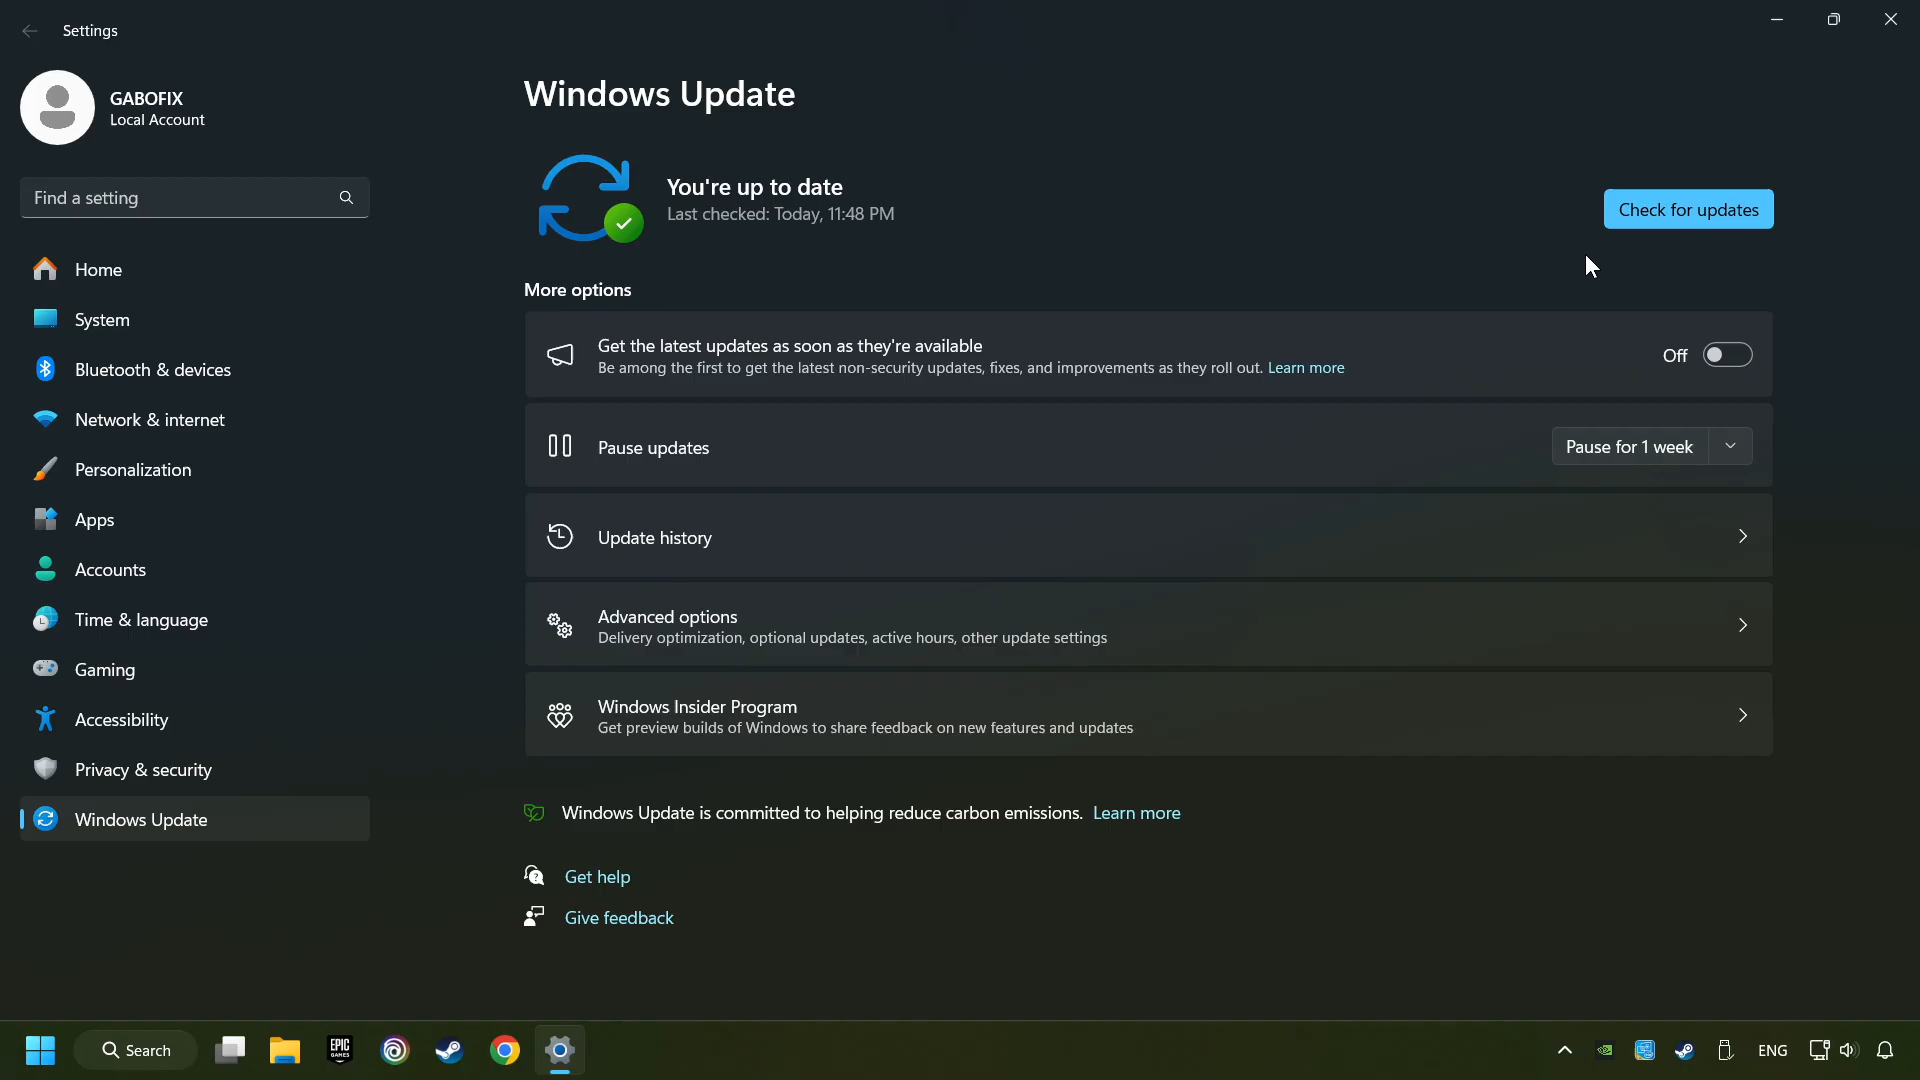 Settings
GABOFIX
Local Account
Find a setting
Home
System
Bluetooth & devices
Network & internet
Personalization
Apps
Accounts
Time & language
Gaming
Accessibility
Privacy & security
Windows Update
Windows Update
You're up to date
Last checked: Today, 11:48 PM
Check for updates
More options
Get the latest updates as soon as they're available
Be among the first to get the latest non-security updates, fixes, and improvements as they roll out. Learn more
Off
Pause updates
Pause for 1 week
Update history
Advanced options
Delivery optimization, optional updates, active hours, other update settings
Windows Insider Program
Get preview builds of Windows to share feedback on new features and updates
Windows Update is committed to helping reduce carbon emissions. Learn more
Get help
Give feedback
Search
EPIC
GAMES
ENG